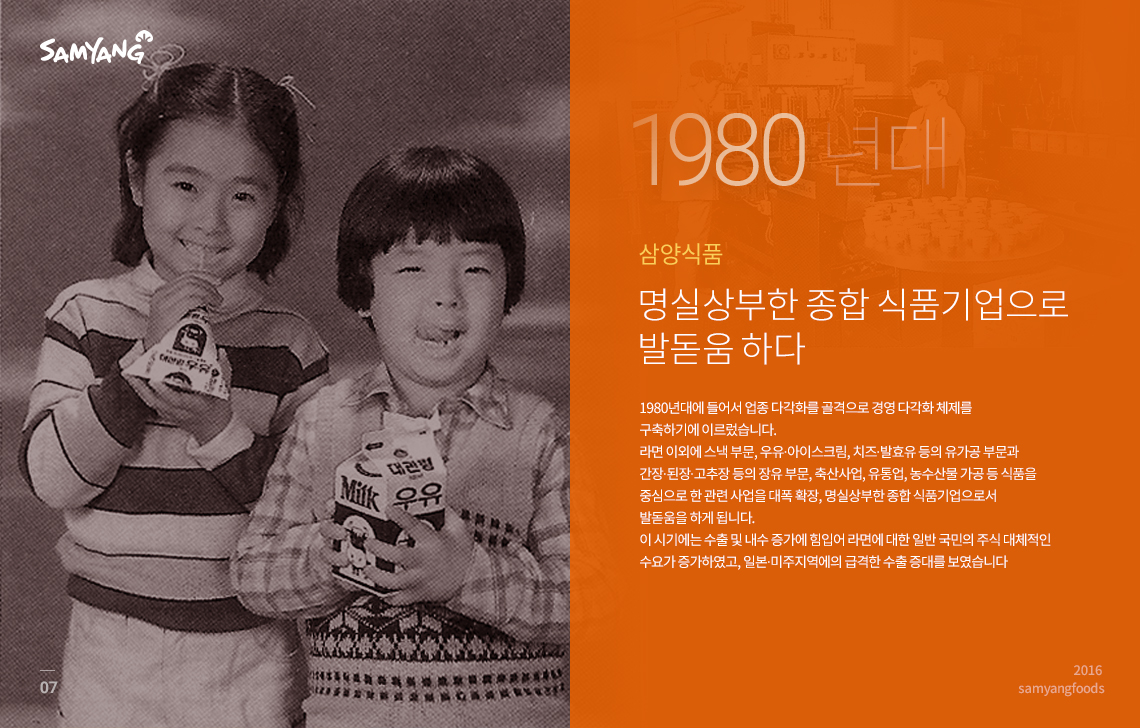 SAMYANG
1980년대
삼양식품
명실상부한 종합 식품기업으로
발돋움 하다
1980년대에 들어서 업종 다각화를 골격으로 경영 다각화 체제를
구축하기에 이르렀습니다.
라면 이외에 스낵 부문, 우유·아이스크림, 치즈·발효유 등의 유가공 부문과
간장·된장·고추장 등의 장유 부문, 축산사업, 유통업, 농수산물 가공 등 식품을
중심으로 한 관련 사업을 대폭 확장, 명실상부한 종합 식품기업으로서
발돋움을 하게 됩니다.
이 시기에는 수출 및 내수 증가에 힘입어 라면에 대한 일반 국민의 주식 대체적인
수요가 증가하였고, 일본·미주지역에의 급격한 수출 증대를 보였습니다
대관령우유
대관령
Milk 우유
07
2016
samyangfoods